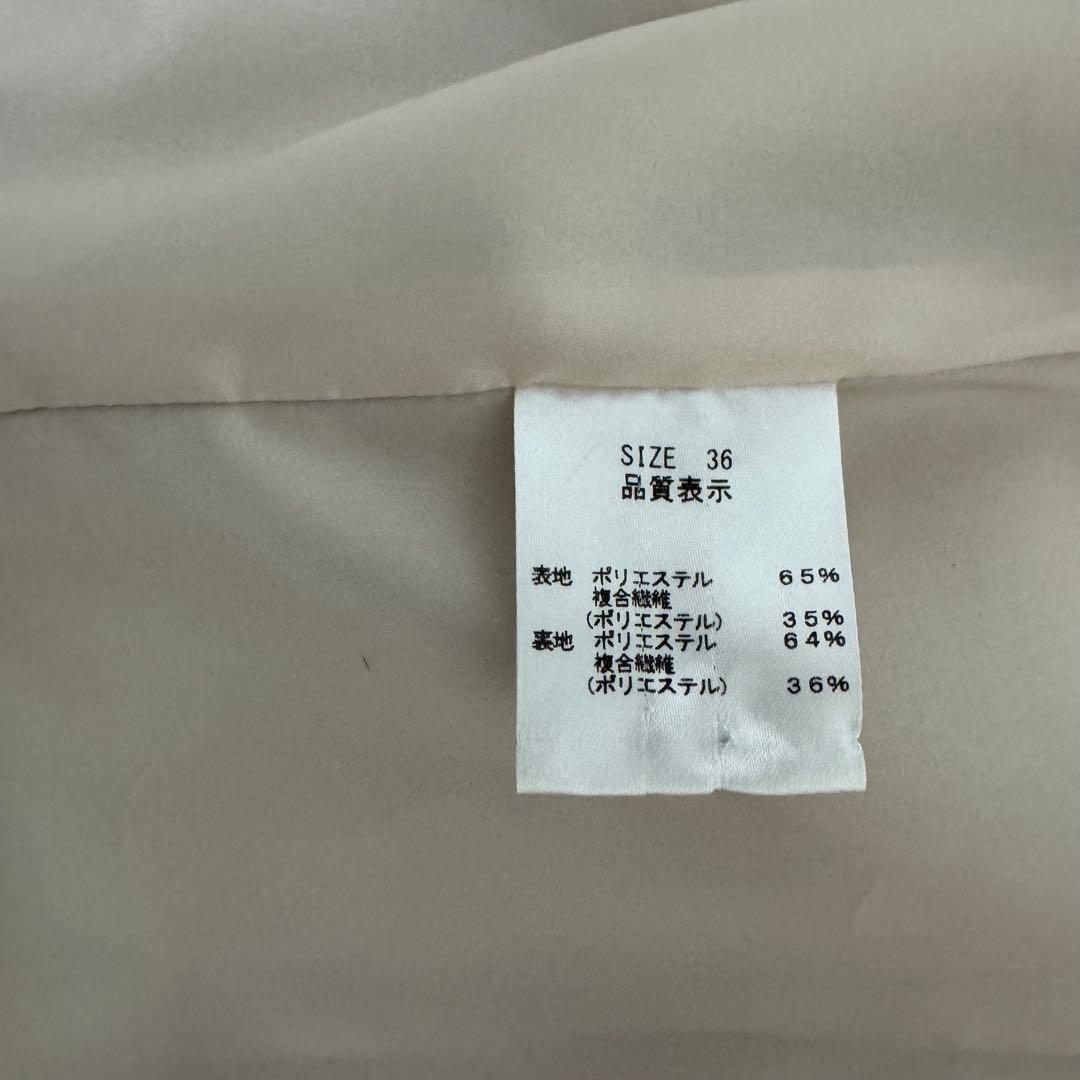 SIZE 36
品質表示
表地 ポリエステル 65%
複合繊維
(ポリエステル) 35%
裏地 ポリエステル 64%
複合繊維
(ポリエステル) 36%